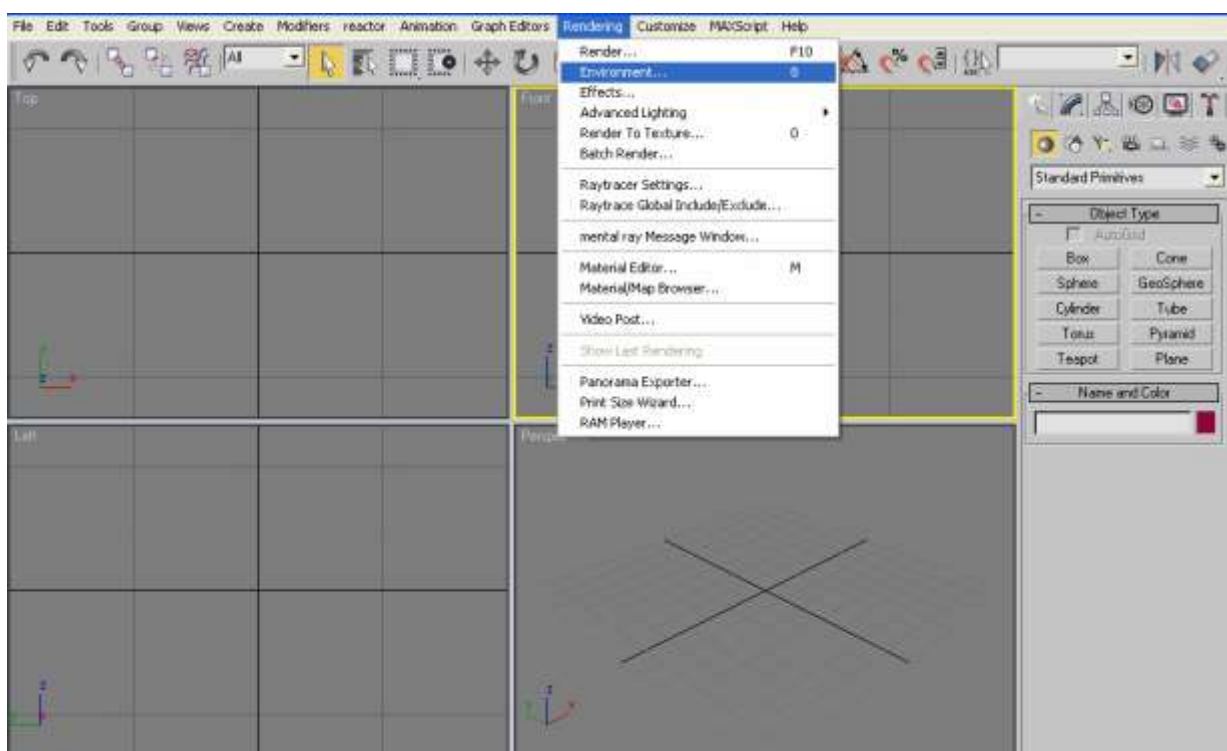 File Edit Tools Group Views Create Modifiers reactor Animation Graph Editors Rendering Customize MAXScript Help
All
Render... F10
Environment... 8
Effects...
Advanced Lighting
Render To Texture... 0
Batch Render...
Raytracer Settings...
Raytrace Global Include/Exclude...
mental ray Message Window...
Material Editor... M
Material/Map Browser...
Video Post...
Show Last Rendering
Panorama Exporter...
Print Size Wizard...
RAM Player...
Top
Front
Left
Perspe
Standard Primitives
- Object Type
AutoGrid
Box Cone
Sphere GeoSphere
Cylinder Tube
Torus Pyramid
Teapot Plane
- Name and Color